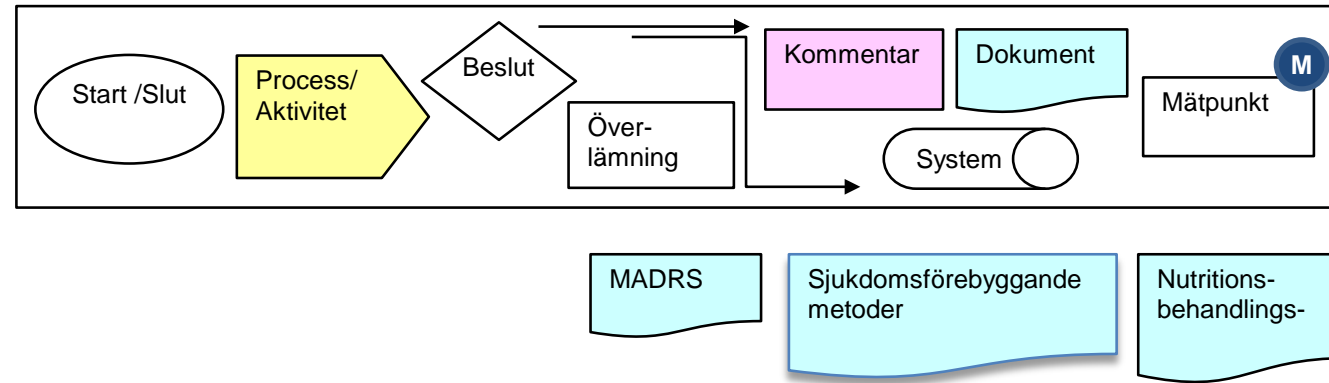 Start /Slut
Process/
Aktivitet
Beslut
Över-
lämning
Kommentar
Dokument
System
M
Mätpunkt
MADRS
Sjukdomsförebyggande
metoder
Nutritions-
behandlings-